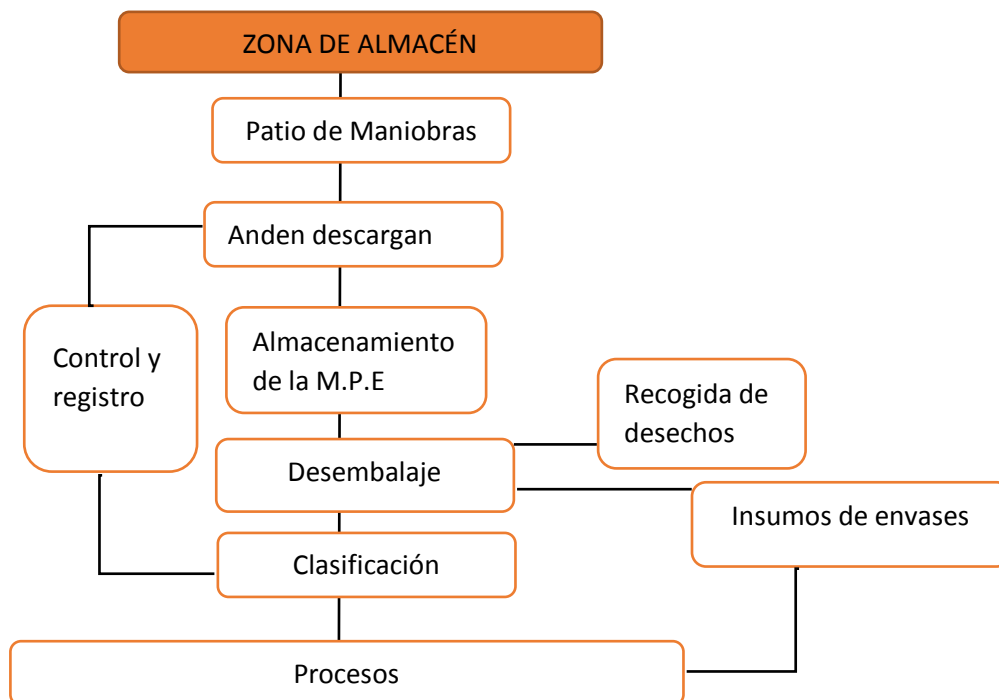 ZONA DE ALMACÉN
Patio de Maniobras
Anden descargan
Control y
registro
Almacenamiento
de la M.P.E
Recogida de
desechos
Desembalaje
Insumos de envases
Clasificación
Procesos